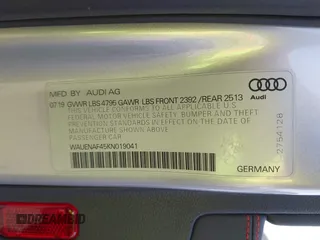 MFD BY AUDI AG
07/19 GVWR LBS 4795 GAWR LBS FRONT 2392 / REAR 2513
THIS VEHICLE CONFORMS TO ALL APPLICABLE U.S.
FEDERAL MOTOR VEHICLE SAFETY, BUMPER AND THEFT
PREVENTION STANDARDS IN EFFECT ON THE DATE OF
MANUFACTURE SHOWN ABOVE.
WAUENAF45KN019041
Audi
GERMANY
DREAMBID